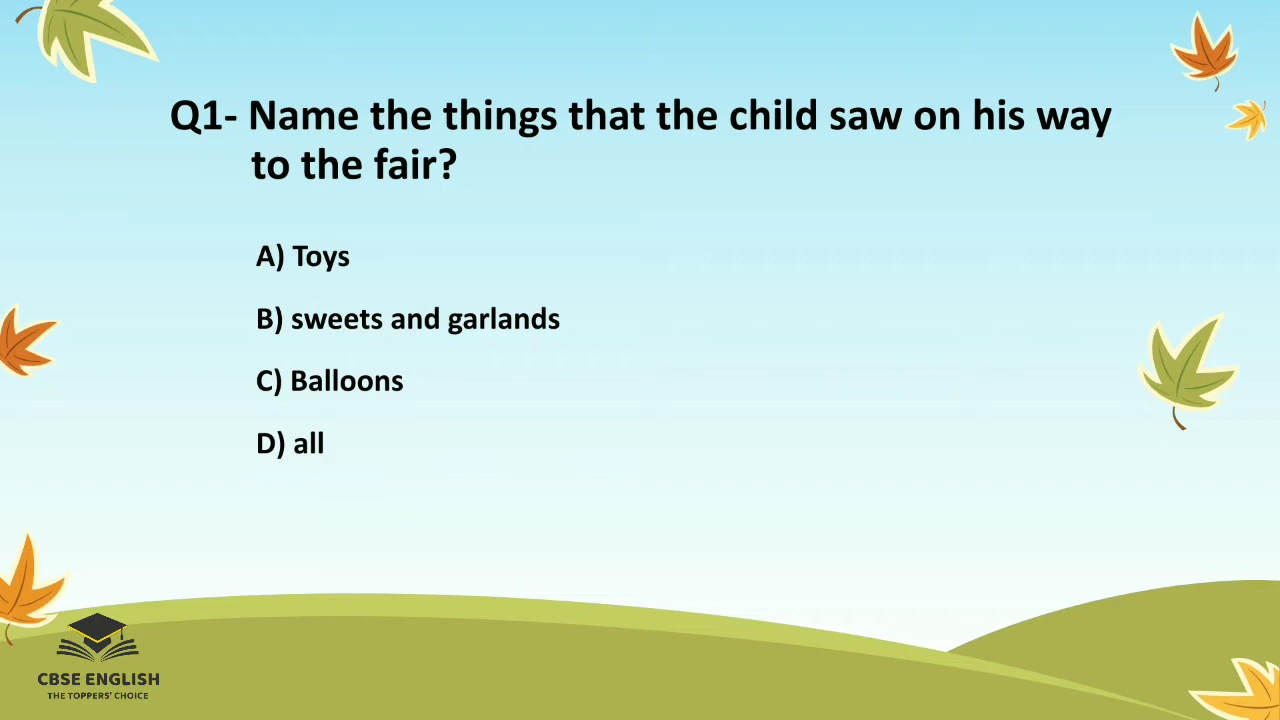 Q1- Name the things that the child saw on his way
to the fair?
A) Toys
B) sweets and garlands
C) Balloons
D) all
CBSE ENGLISH
THE TOPPERS' CHOICE